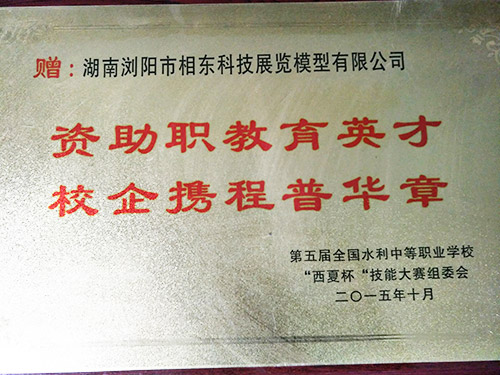 赠：湖南浏阳市相东科技展览模型有限公司
资助职教育英才
校企携程普华章
第五届全国水利中等职业学校
“西夏杯“技能大赛组委会
二〇一五年十月